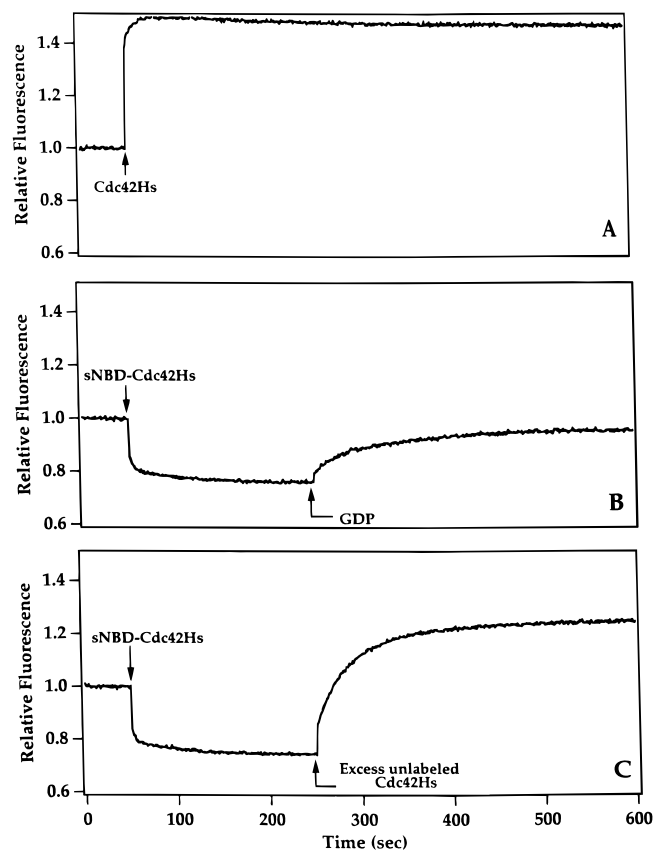 1.4
1.2
1.0
0.8
0.6
Relative Fluorescence
Cdc42Hs
A
1.4
1.2
1.0
0.8
0.6
Relative Fluorescence
sNBD-Cdc42Hs
GDP
B
1.4
1.2
1.0
0.8
0.6
Relative Fluorescence
sNBD-Cdc42Hs
Excess unlabeled
Cdc42Hs
C
0 100 200 300 400 500 600
Time (sec)